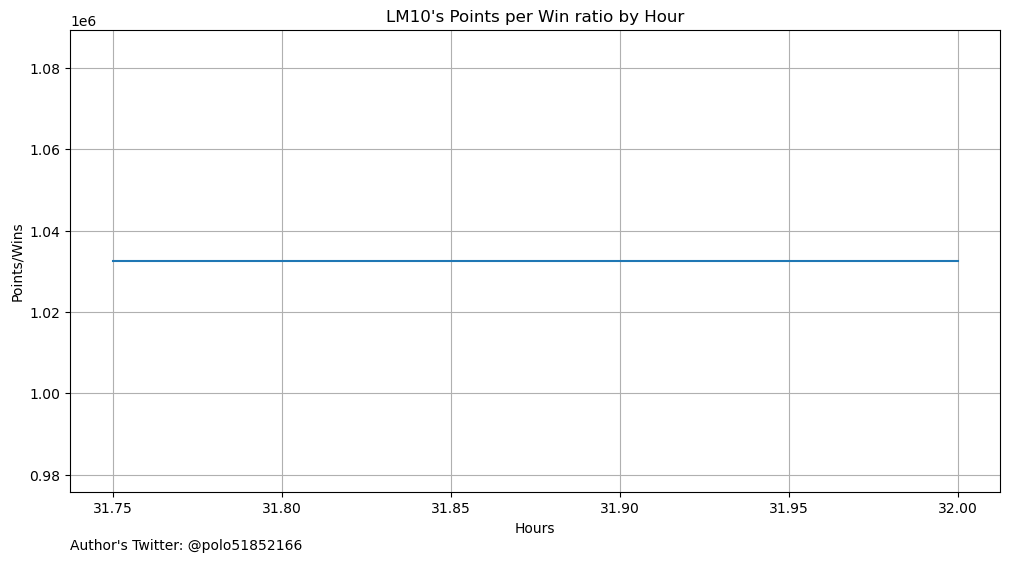 LM10's Points per Win ratio by Hour
1e6
1.08
1.06
1.04
1.02
1.00
0.98
Points/Wins
31.75 31.80 31.85 31.90 31.95 32.00
Hours
Author's Twitter: @polo51852166